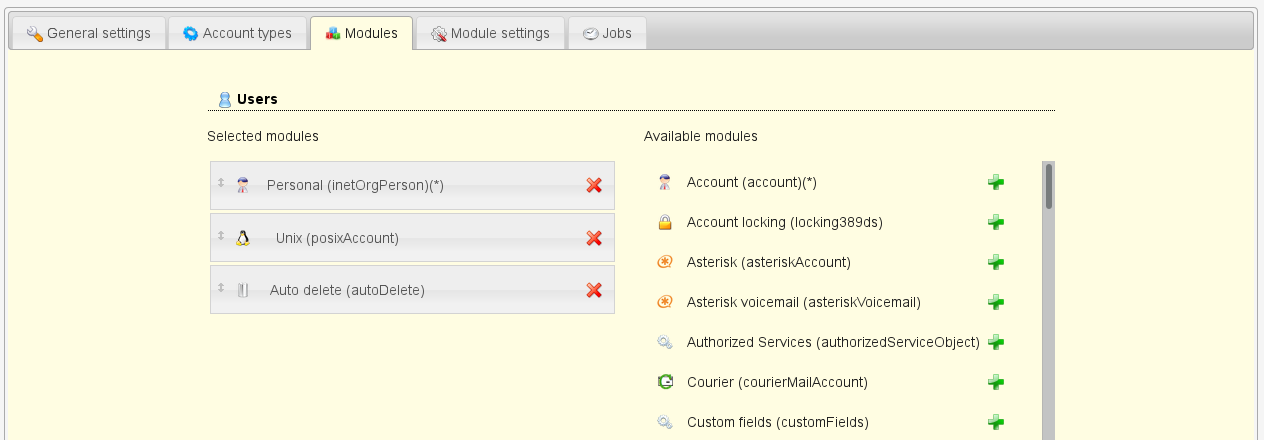 General settings
Account types
Modules
Module settings
Jobs
Users
Selected modules
Available modules
Personal (inetOrgPerson)(*)
Unix (posixAccount)
Auto delete (autoDelete)
Account (account)(*)
Account locking (locking389ds)
Asterisk (asteriskAccount)
Asterisk voicemail (asteriskVoicemail)
Authorized Services (authorizedServiceObject)
Courier (courierMailAccount)
Custom fields (customFields)